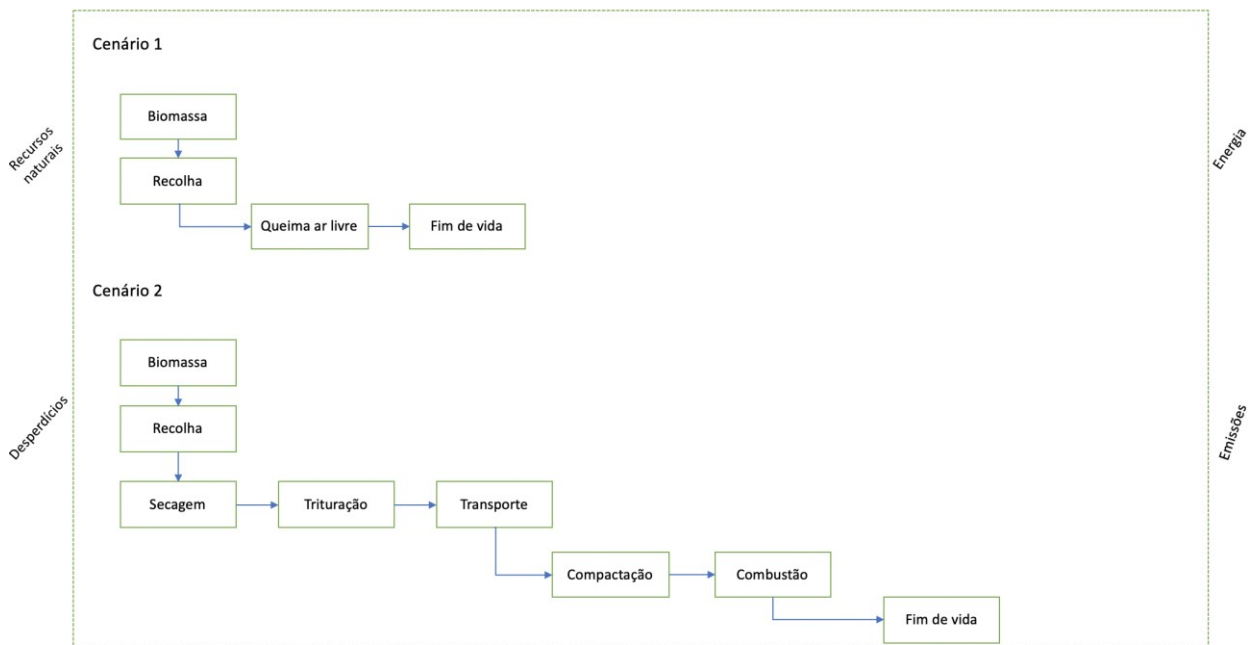 Cenário 1
Recursos
naturais
Biomassa
Recolha
Queima ar livre
Fim de vida
Energia
Cenário 2
Desperdícios
Biomassa
Recolha
Secagem
Trituração
Transporte
Compactação
Combustão
Fim de vida
Emissões